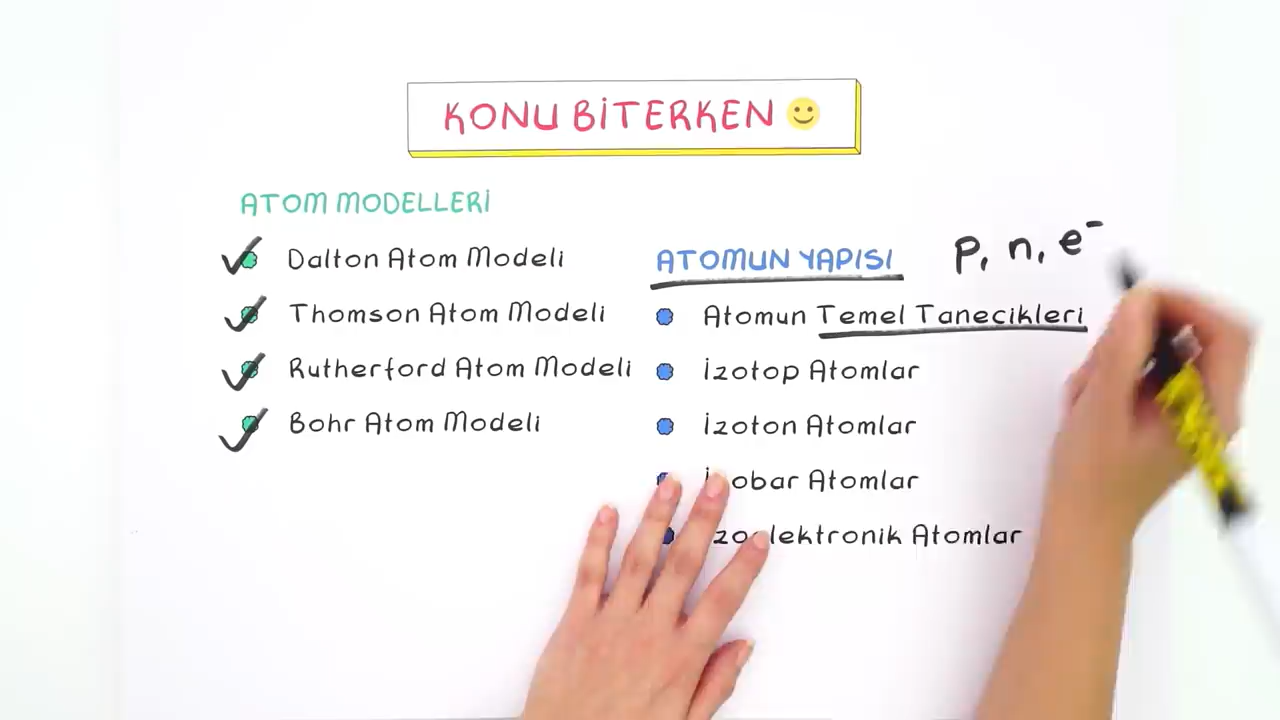 KONU BİTERKEN
ATOM MODELLERİ
Dalton Atom Modeli
Thomson Atom Modeli
Rutherford Atom Modeli
Bohr Atom Modeli
ATOMUN YAPISI
p, n, e⁻
Atomun Temel Tanecikleri
İzotop Atomlar
İzoton Atomlar
Atomlar
Atomlar